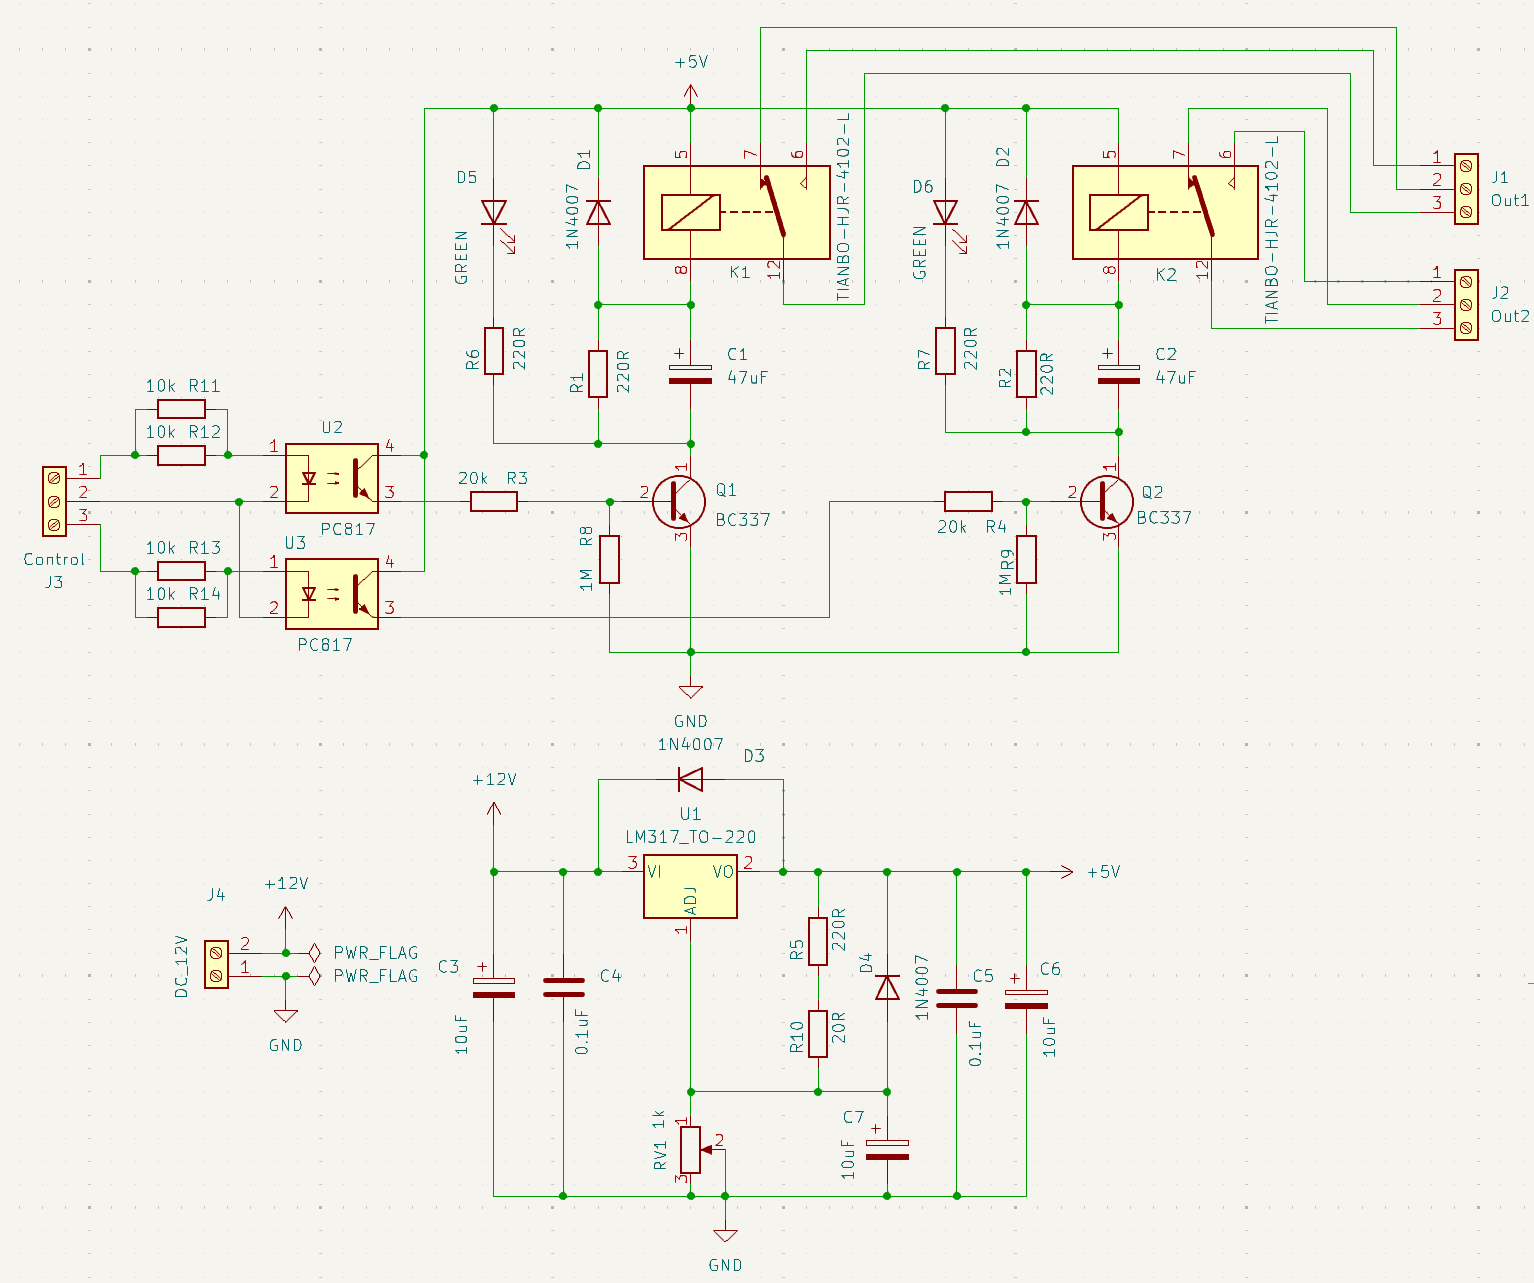 +5V
5
7
6
TIANBO-HJR-4102-L
K1
8
12
D5
GREEN
D1
1N4007
R6
220R
R1
220R
+
C1
47uF
D6
GREEN
D2
1N4007
5
7
6
TIANBO-HJR-4102-L
K2
8
12
R7
220R
R2
220R
+
C2
47uF
1
2
3
J1
Out1
1
2
3
J2
Out2
10k R11
10k R12
U2
1
2
4
3
PC817
1
2
3
Control
J3
10k R13
10k R14
U3
1
2
4
3
PC817
20k R3
2
1
3
Q1
BC337
R8
1M
20k R4
2
1
3
Q2
BC337
R9
1M
GND
1N4007
D3
+12V
U1
LM317_TO-220
3
VI
VO
2
ADJ
1
+5V
J4
+12V
DC_12V
2
1
PWR_FLAG
PWR_FLAG
GND
C3
+
10uF
C4
0.1uF
R5
220R
R10
20R
D4
1N4007
C5
0.1uF
+
C6
10uF
RV1 1k
1
2
3
C7
+
10uF
GND